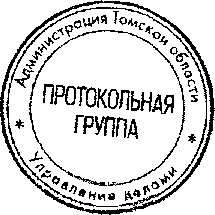 Администрация Томской области
ПРОТОКОЛЬНАЯ
ГРУППА
* Управление делами *